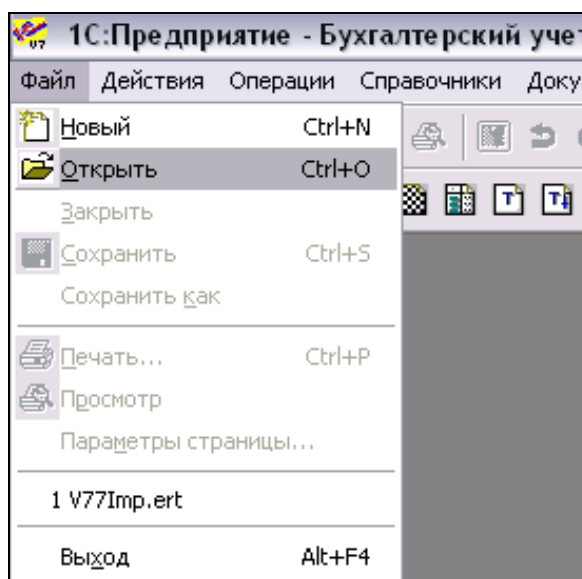 07 1С:Предприятие - Бухгалтерский учет
Файл Действия Операции Справочники Доку
Новый Ctrl+N
Открыть Ctrl+O
Закрыть
Сохранить Ctrl+S
Сохранить как
Печать... Ctrl+P
Просмотр
Параметры страницы...
1 V77Imp.ert
Выход Alt+F4